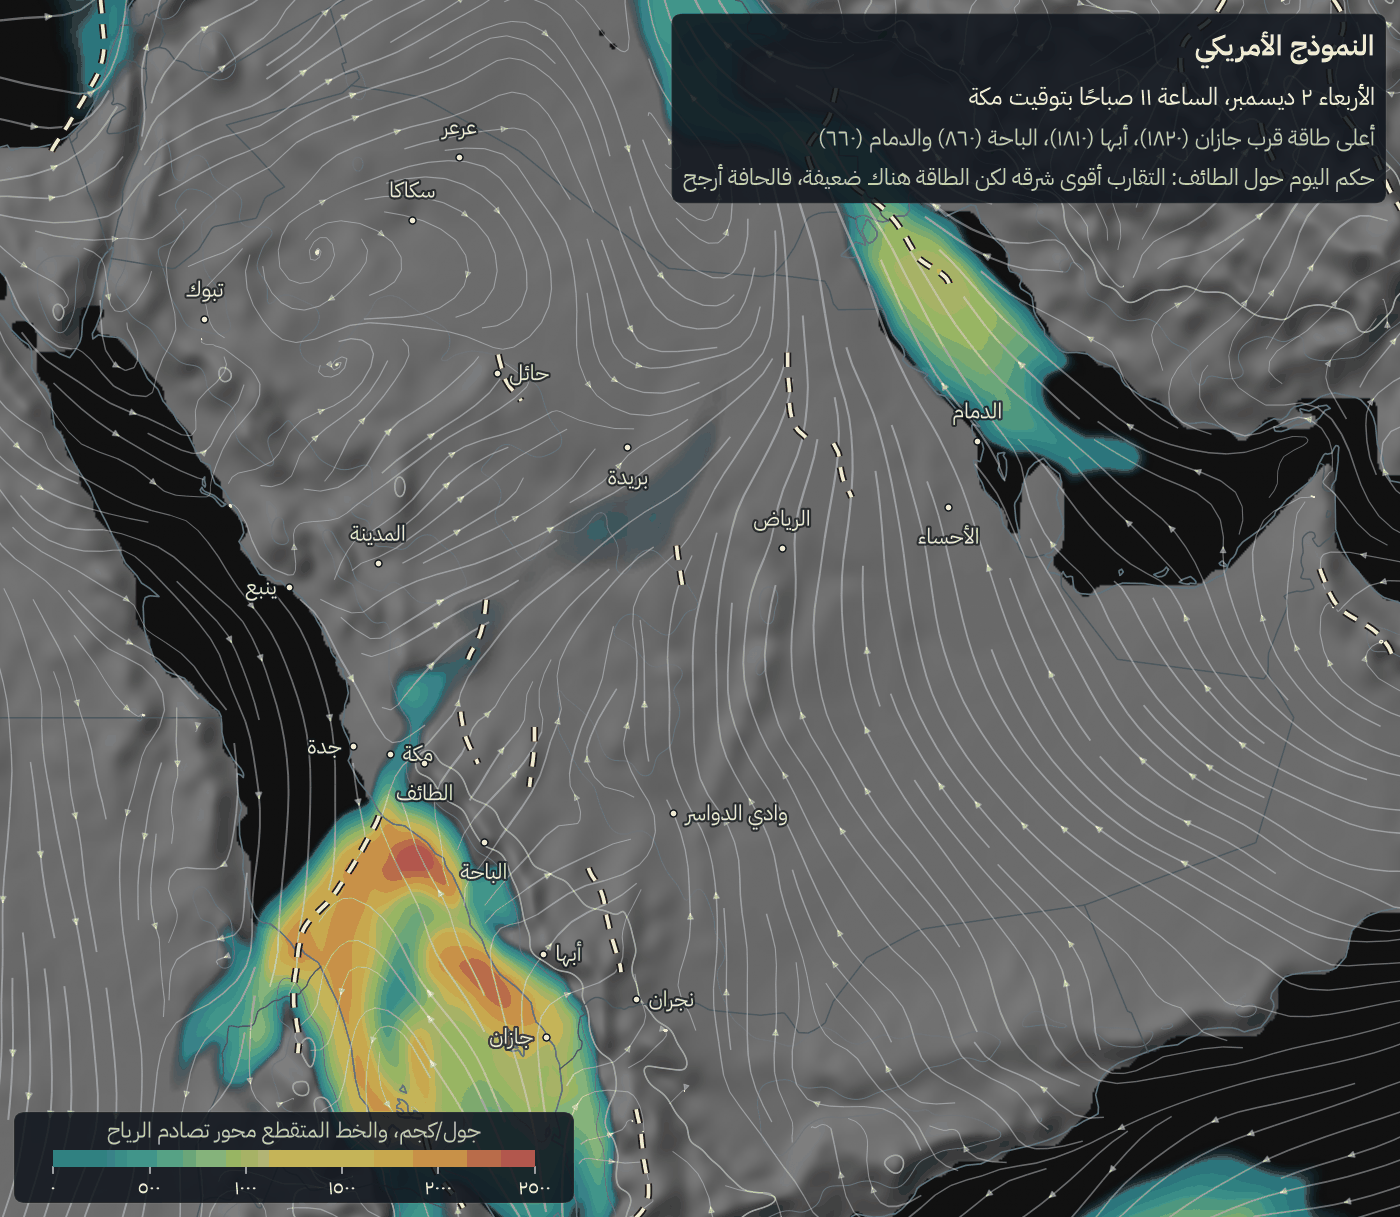 النموذج الأمريكي
الأربعاء ٢ ديسمبر، الساعة ١١ صباحًا بتوقيت مكة
أعلى طاقة قرب جازان (١٨٢٠)، أبها (١٨١٠)، الباحة (٨٦٠) والدمام (٦٦٠)
حكم اليوم حول الطائف: التقارب أقوى شرقه لكن الطاقة هناك ضعيفة، فالحافة أرجح
عرعر
سكاكا
تبوك
حائل
الدمام
بريدة
الرياض
الأحساء
المدينة
ينبع
جدة
مكة
الطائف
وادي الدواسر
الباحة
أبها
نجران
جازان
جول/كجم، والخط المتقطع محور تصادم الرياح
٠ ٥٠٠ ١٠٠٠ ١٥٠٠ ٢٠٠٠ ٢٥٠٠